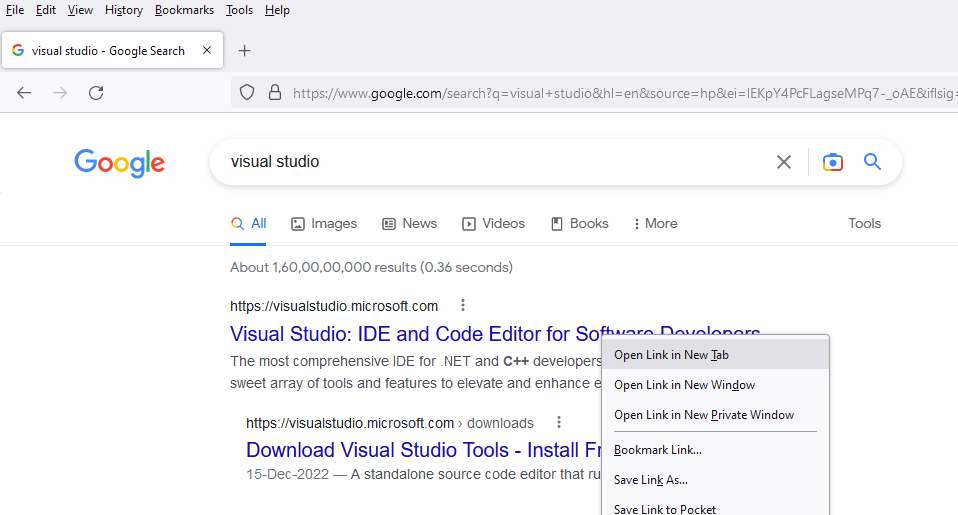 File Edit View History Bookmarks Tools Help
visual studio - Google Search
https://www.google.com/search?q=visual+studio&hl=en&source=hp&ei=IEKpY4PcFLagseMPq7-_oAE&iflsig=
Google visual studio
All Images News Videos Books More Tools
About 1,60,00,00,000 results (0.36 seconds)
https://visualstudio.microsoft.com
Visual Studio: IDE and Code Editor for Software Developers
The most comprehensive IDE for .NET and C++ developers
sweet array of tools and features to elevate and enhance e
https://visualstudio.microsoft.com › downloads
Download Visual Studio Tools - Install Fr
15-Dec-2022 — A standalone source code editor that ru
Open Link in New Tab
Open Link in New Window
Open Link in New Private Window
Bookmark Link...
Save Link As...
Save Link to Pocket